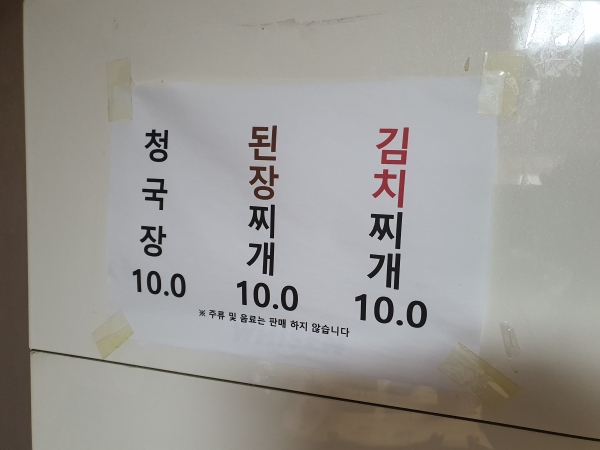 청국장
10.0
된장찌개
10.0
김치찌개
10.0
※ 주류 및 음료는 판매 하지 않습니다